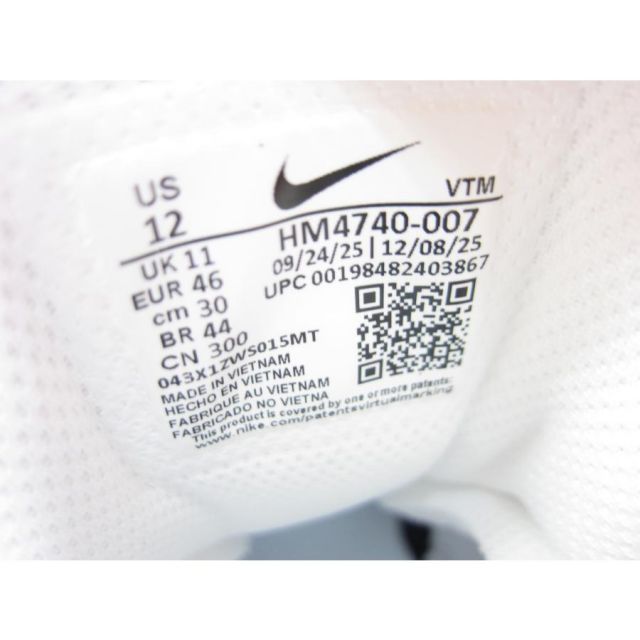 US
12
VTM
HM4740-007
09/24/25 | 12/08/25
UPC 00198482403867
UK 11
EUR 46
cm 30
BR 44
CN 300
043X1ZWS015MT
MADE IN VIETNAM
HECHO EN VIETNAM
FABRIQUE AU VIETNAM
FABRICADO NO VIETNA
This product is covered by one or more patents:
www.nike.com/patentsvirtualmarking